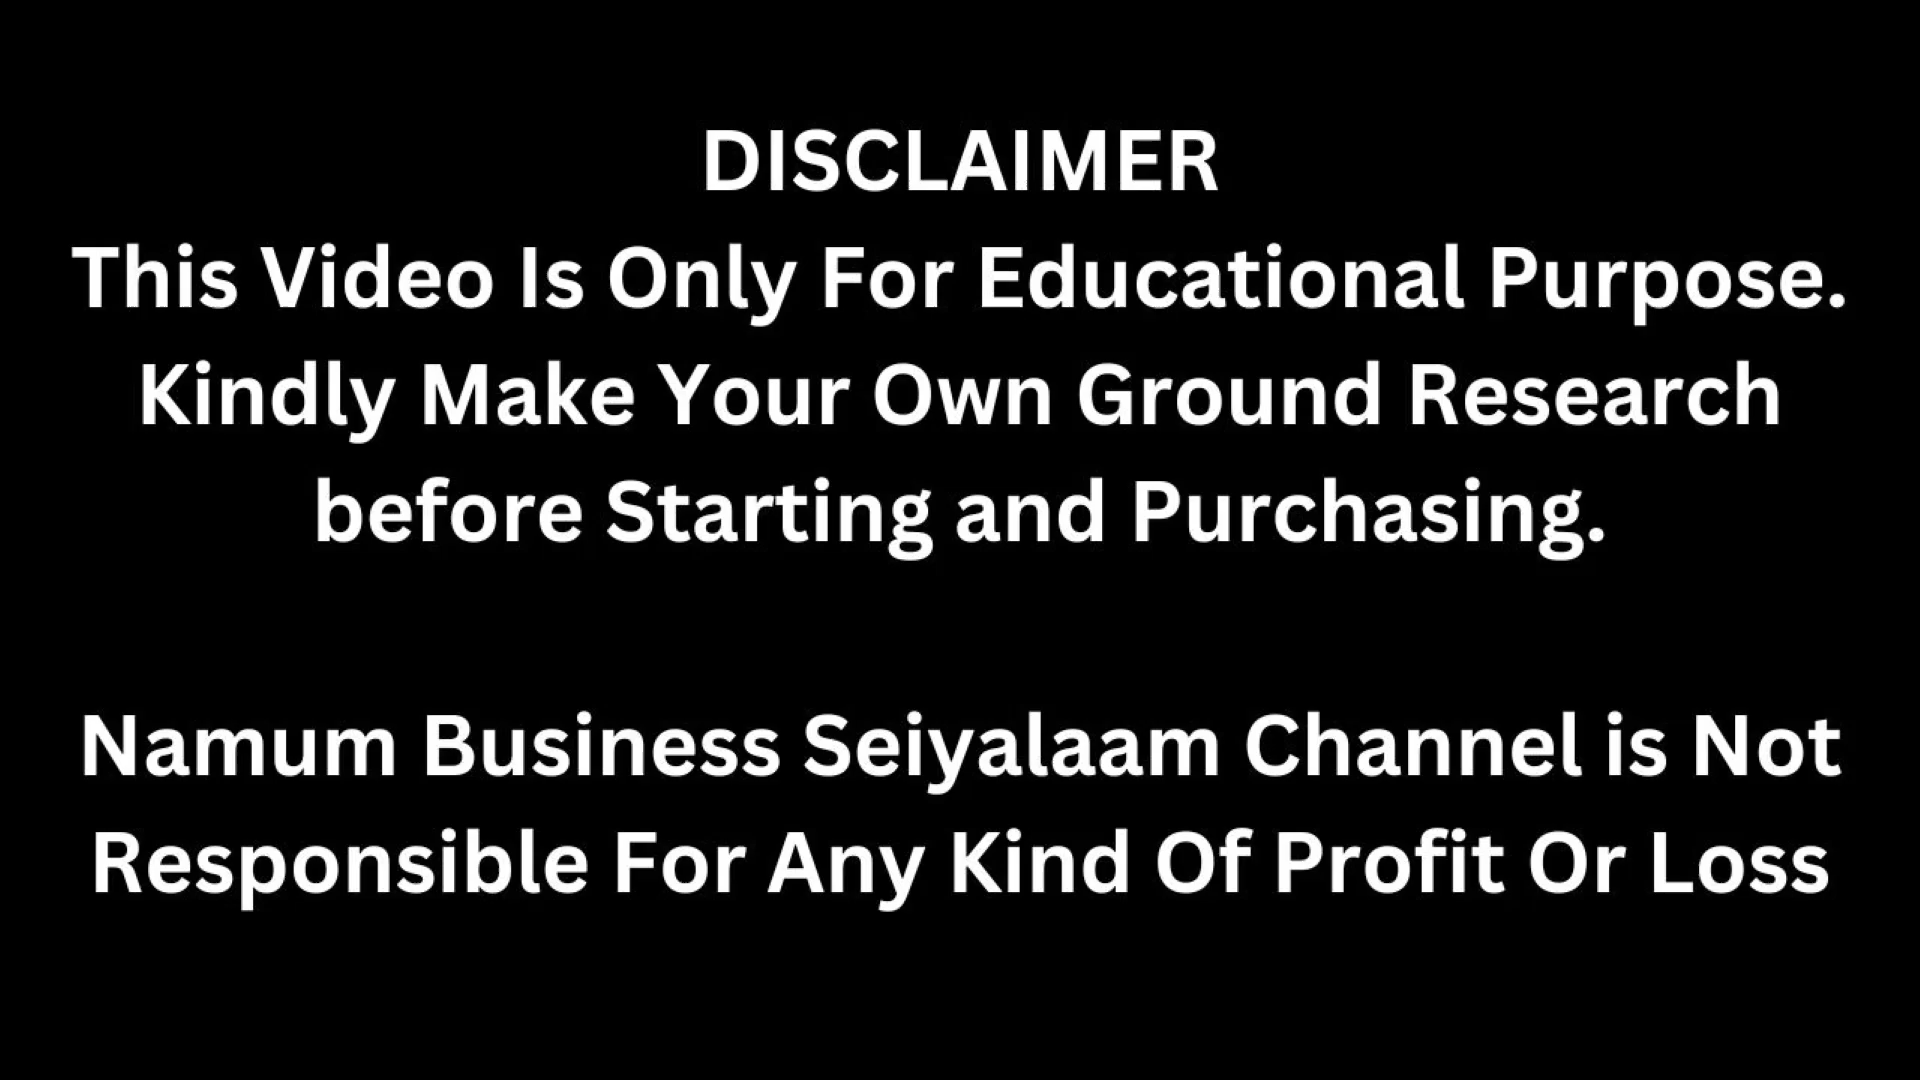 DISCLAIMER
This Video Is Only For Educational Purpose.
Kindly Make Your Own Ground Research
before Starting and Purchasing.
Namum Business Seiyalaam Channel is Not
Responsible For Any Kind Of Profit Or Loss